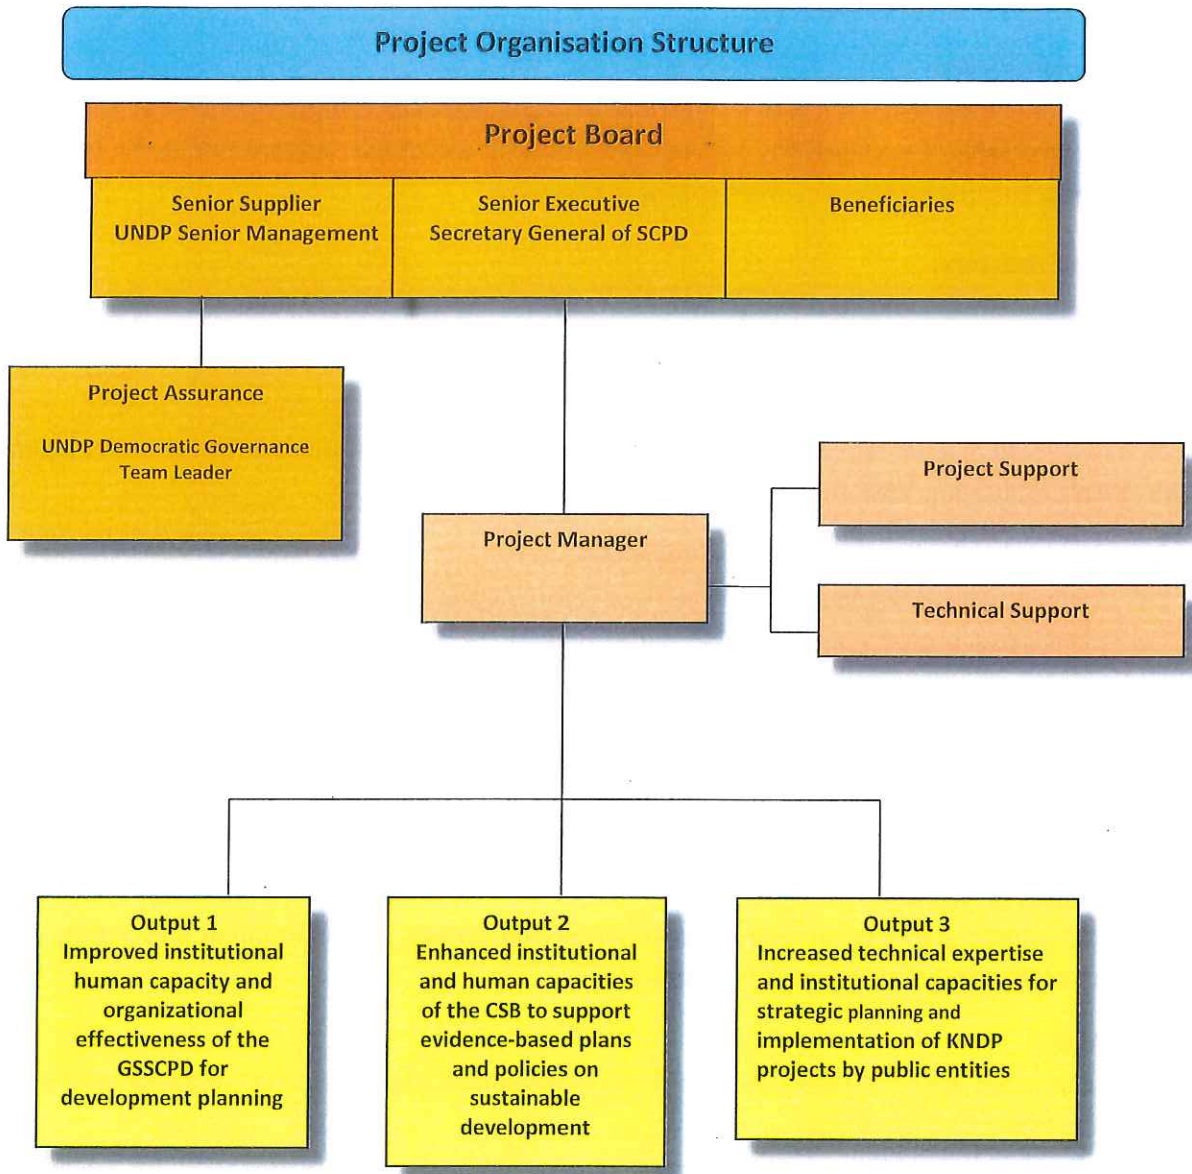 Project Organisation Structure
Project Board
Senior Supplier
UNDP Senior Management
Senior Executive
Secretary General of SCPD
Beneficiaries
Project Assurance
UNDP Democratic Governance
Team Leader
Project Support
Project Manager
Technical Support
Output 1
Improved institutional
human capacity and
organizational
effectiveness of the
GSSCPD for
development planning
Output 2
Enhanced institutional
and human capacities
of the CSB to support
evidence-based plans
and policies on
sustainable
development
Output 3
Increased technical expertise
and institutional capacities for
strategic planning and
implementation of KNDP
projects by public entities